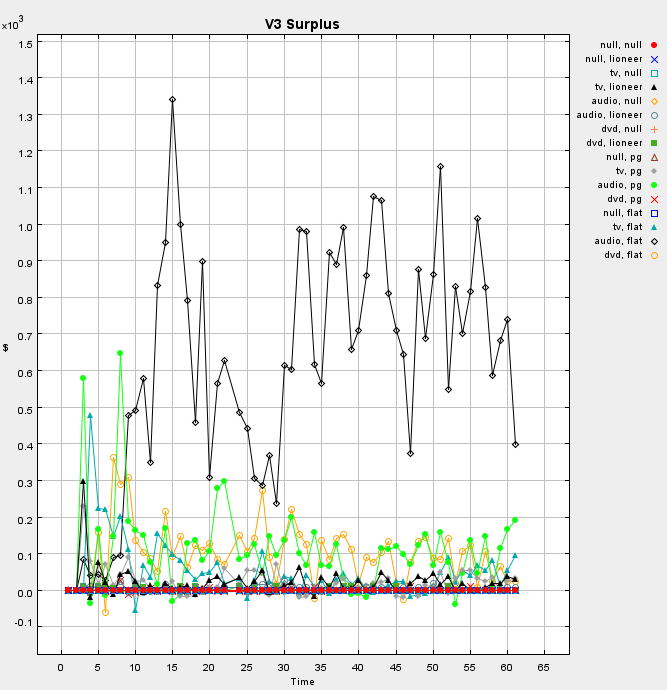 V3 Surplus
x10³
1.5
1.4
1.3
1.2
1.1
1.0
0.9
0.8
0.7
$
0.6
0.5
0.4
0.3
0.2
0.1
0.0
-0.1
0 5 10 15 20 25 30 35 40 45 50 55 60 65
Time
null, null
null, lioneer
tv, null
tv, lioneer
audio, null
audio, lioneer
dvd, null
dvd, lioneer
null, pg
tv, pg
audio, pg
dvd, pg
null, flat
tv, flat
audio, flat
dvd, flat